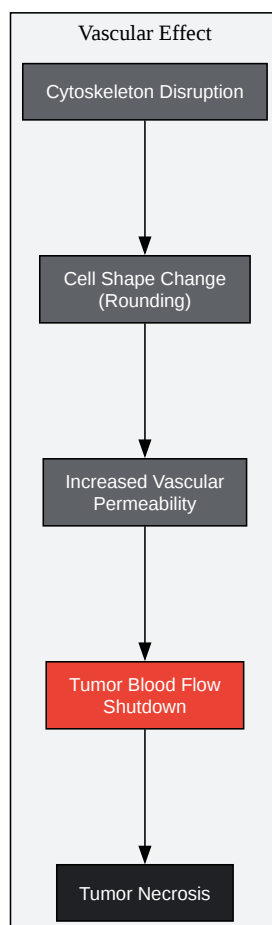 Vascular Effect
Cytoskeleton Disruption
Cell Shape Change
(Rounding)
Increased Vascular
Permeability
Tumor Blood Flow
Shutdown
Tumor Necrosis